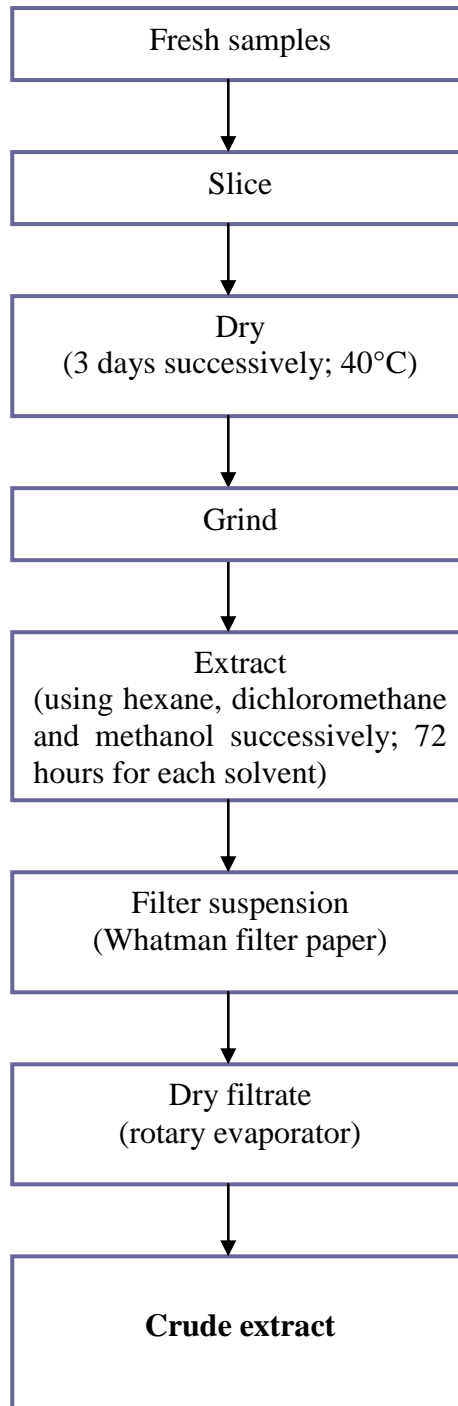 Fresh samples
Slice
Dry
(3 days successively; 40°C)
Grind
Extract
(using hexane, dichloromethane
and methanol successively; 72
hours for each solvent)
Filter suspension
(Whatman filter paper)
Dry filtrate
(rotary evaporator)
Crude extract